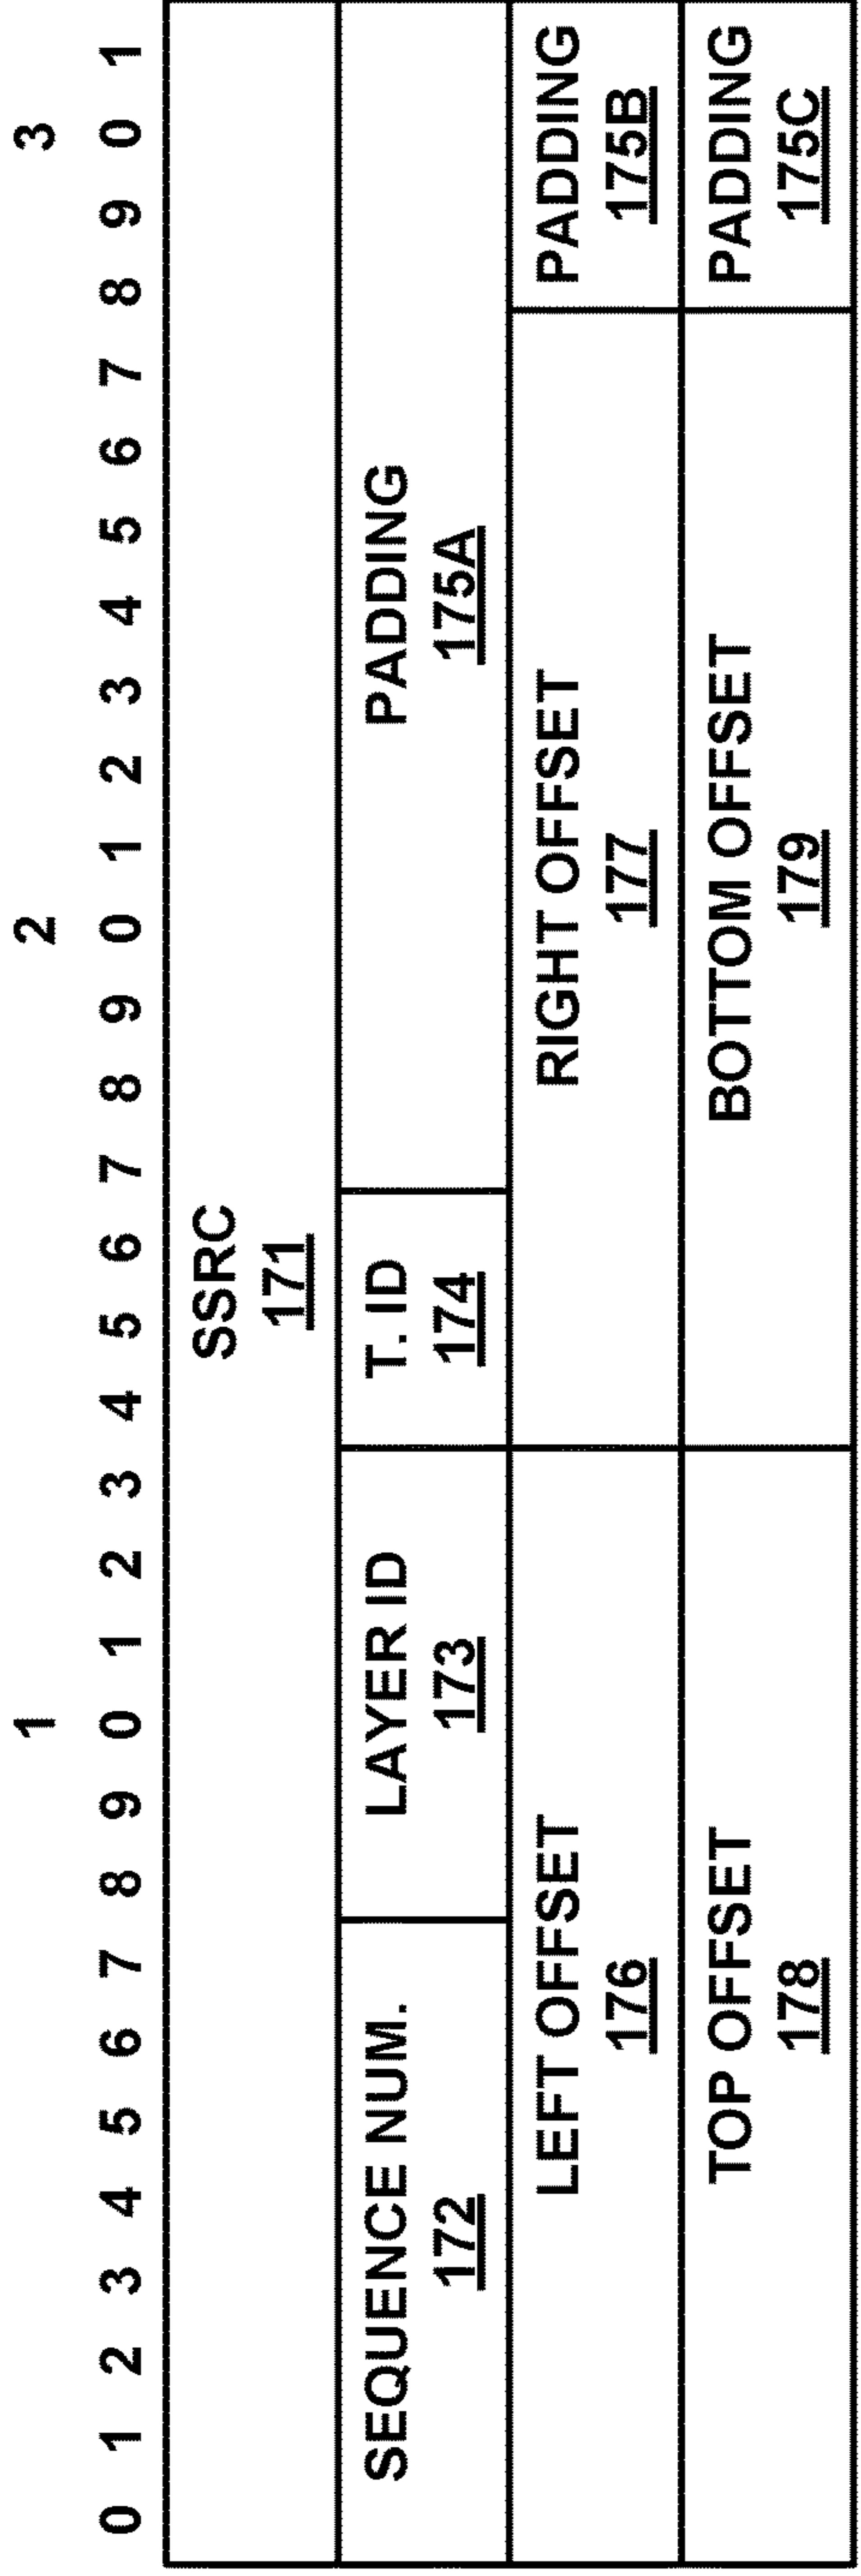 1 2 3
0 1 2 3 4 5 6 7 8 9 0 1 2 3 4 5 6 7 8 9 0 1 2 3 4 5 6 7 8 9 0 1
SSRC
171
SEQUENCE NUM.
172
LAYER ID
173
T. ID
174
PADDING
175A
LEFT OFFSET
176
RIGHT OFFSET
177
PADDING
175B
TOP OFFSET
178
BOTTOM OFFSET
179
PADDING
175C